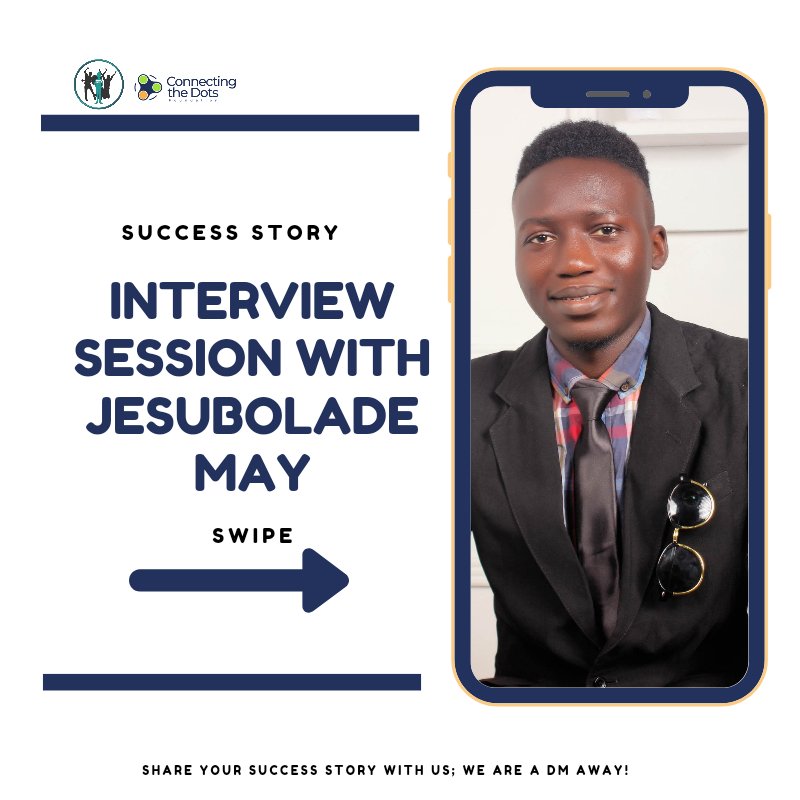 Connecting
the Dots
SUCCESS STORY
INTERVIEW
SESSION WITH
JESUBOLADE
MAY
SWIPE
SHARE YOUR SUCCESS STORY WITH US; WE ARE A DM AWAY!